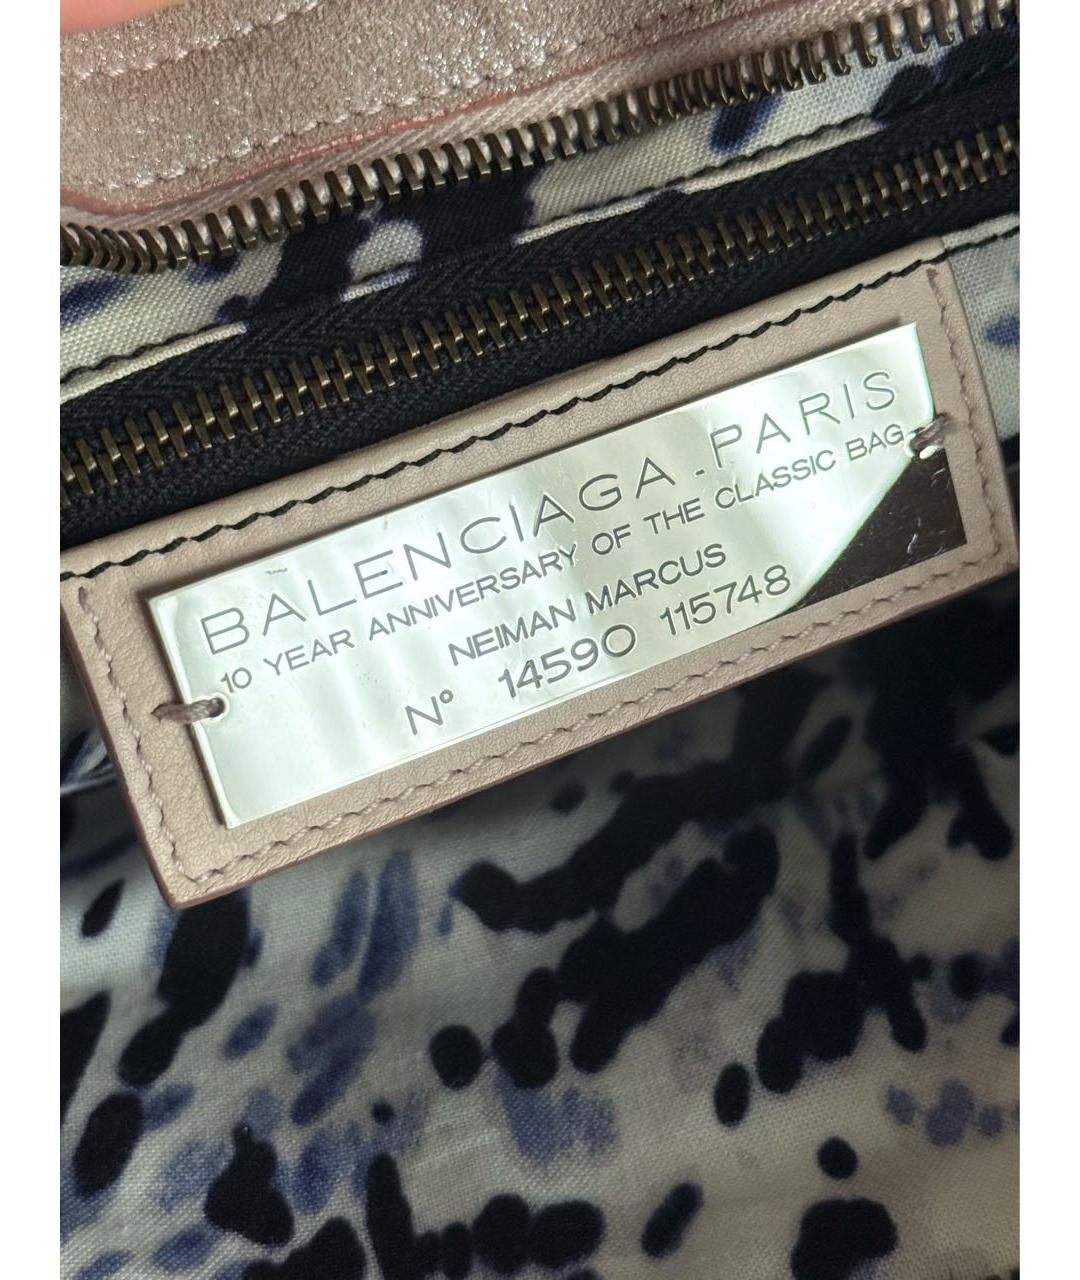 BALENCIAGA.PARIS
10 YEAR ANNIVERSARY OF THE CLASSIC BAG
NEIMAN MARCUS
N° 14590 115748